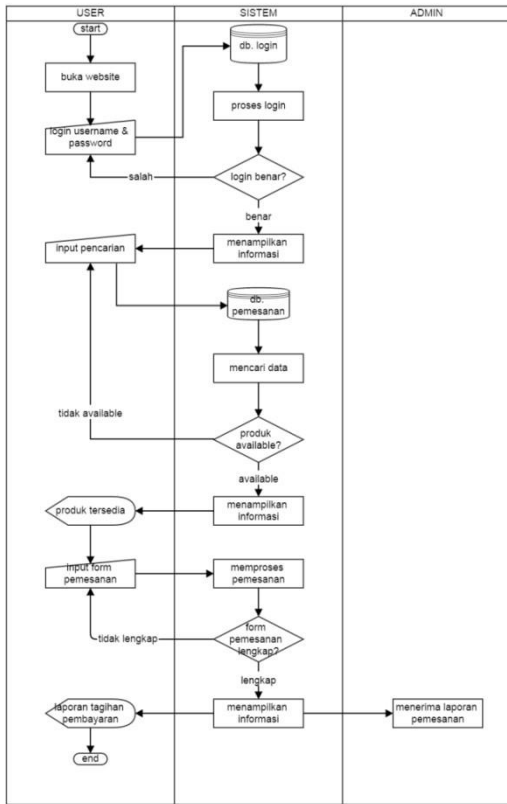 USER
SISTEM
ADMIN
start
db. login
buka website
proses login
login username &
password
salah
login benar?
benar
input pencarian
menampilkan
informasi
db.
pemesanan
mencari data
tidak available
produk
available?
available
produk tersedia
menampilkan
informasi
input form
pemesanan
memproses
pemesanan
tidak lengkap
form
pemesanan
lengkap?
lengkap
laporan tagihan
pembayaran
menampilkan
informasi
menerima laporan
pemesanan
end